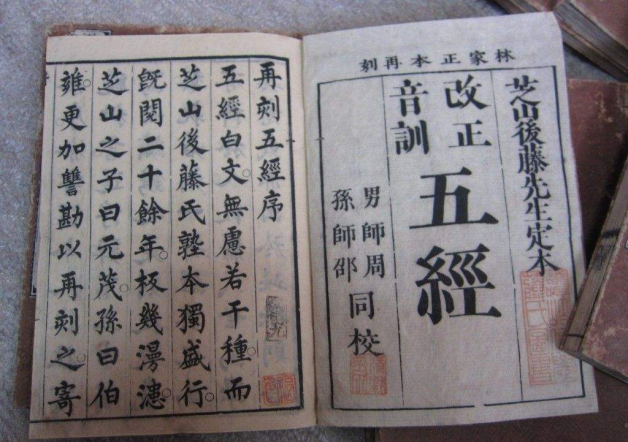 林家正本再刻
芝山後藤先生定本
改正
音訓
五經
男師周
孫師邵
同校
再刻五經序
五經白文。無慮若干種。而
芝山後藤氏塾本獨盛行。
既閱二十餘年。板幾漫漶。
芝山之子曰元茂。孫曰伯
雍更加讐勘以再刻之。寄